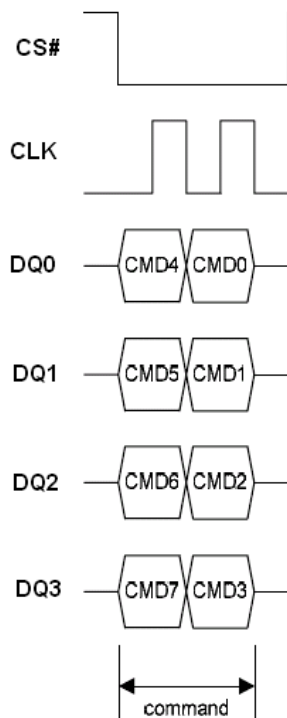 CS#
CLK
DQ0 CMD4 CMD0
DQ1 CMD5 CMD1
DQ2 CMD6 CMD2
DQ3 CMD7 CMD3
command